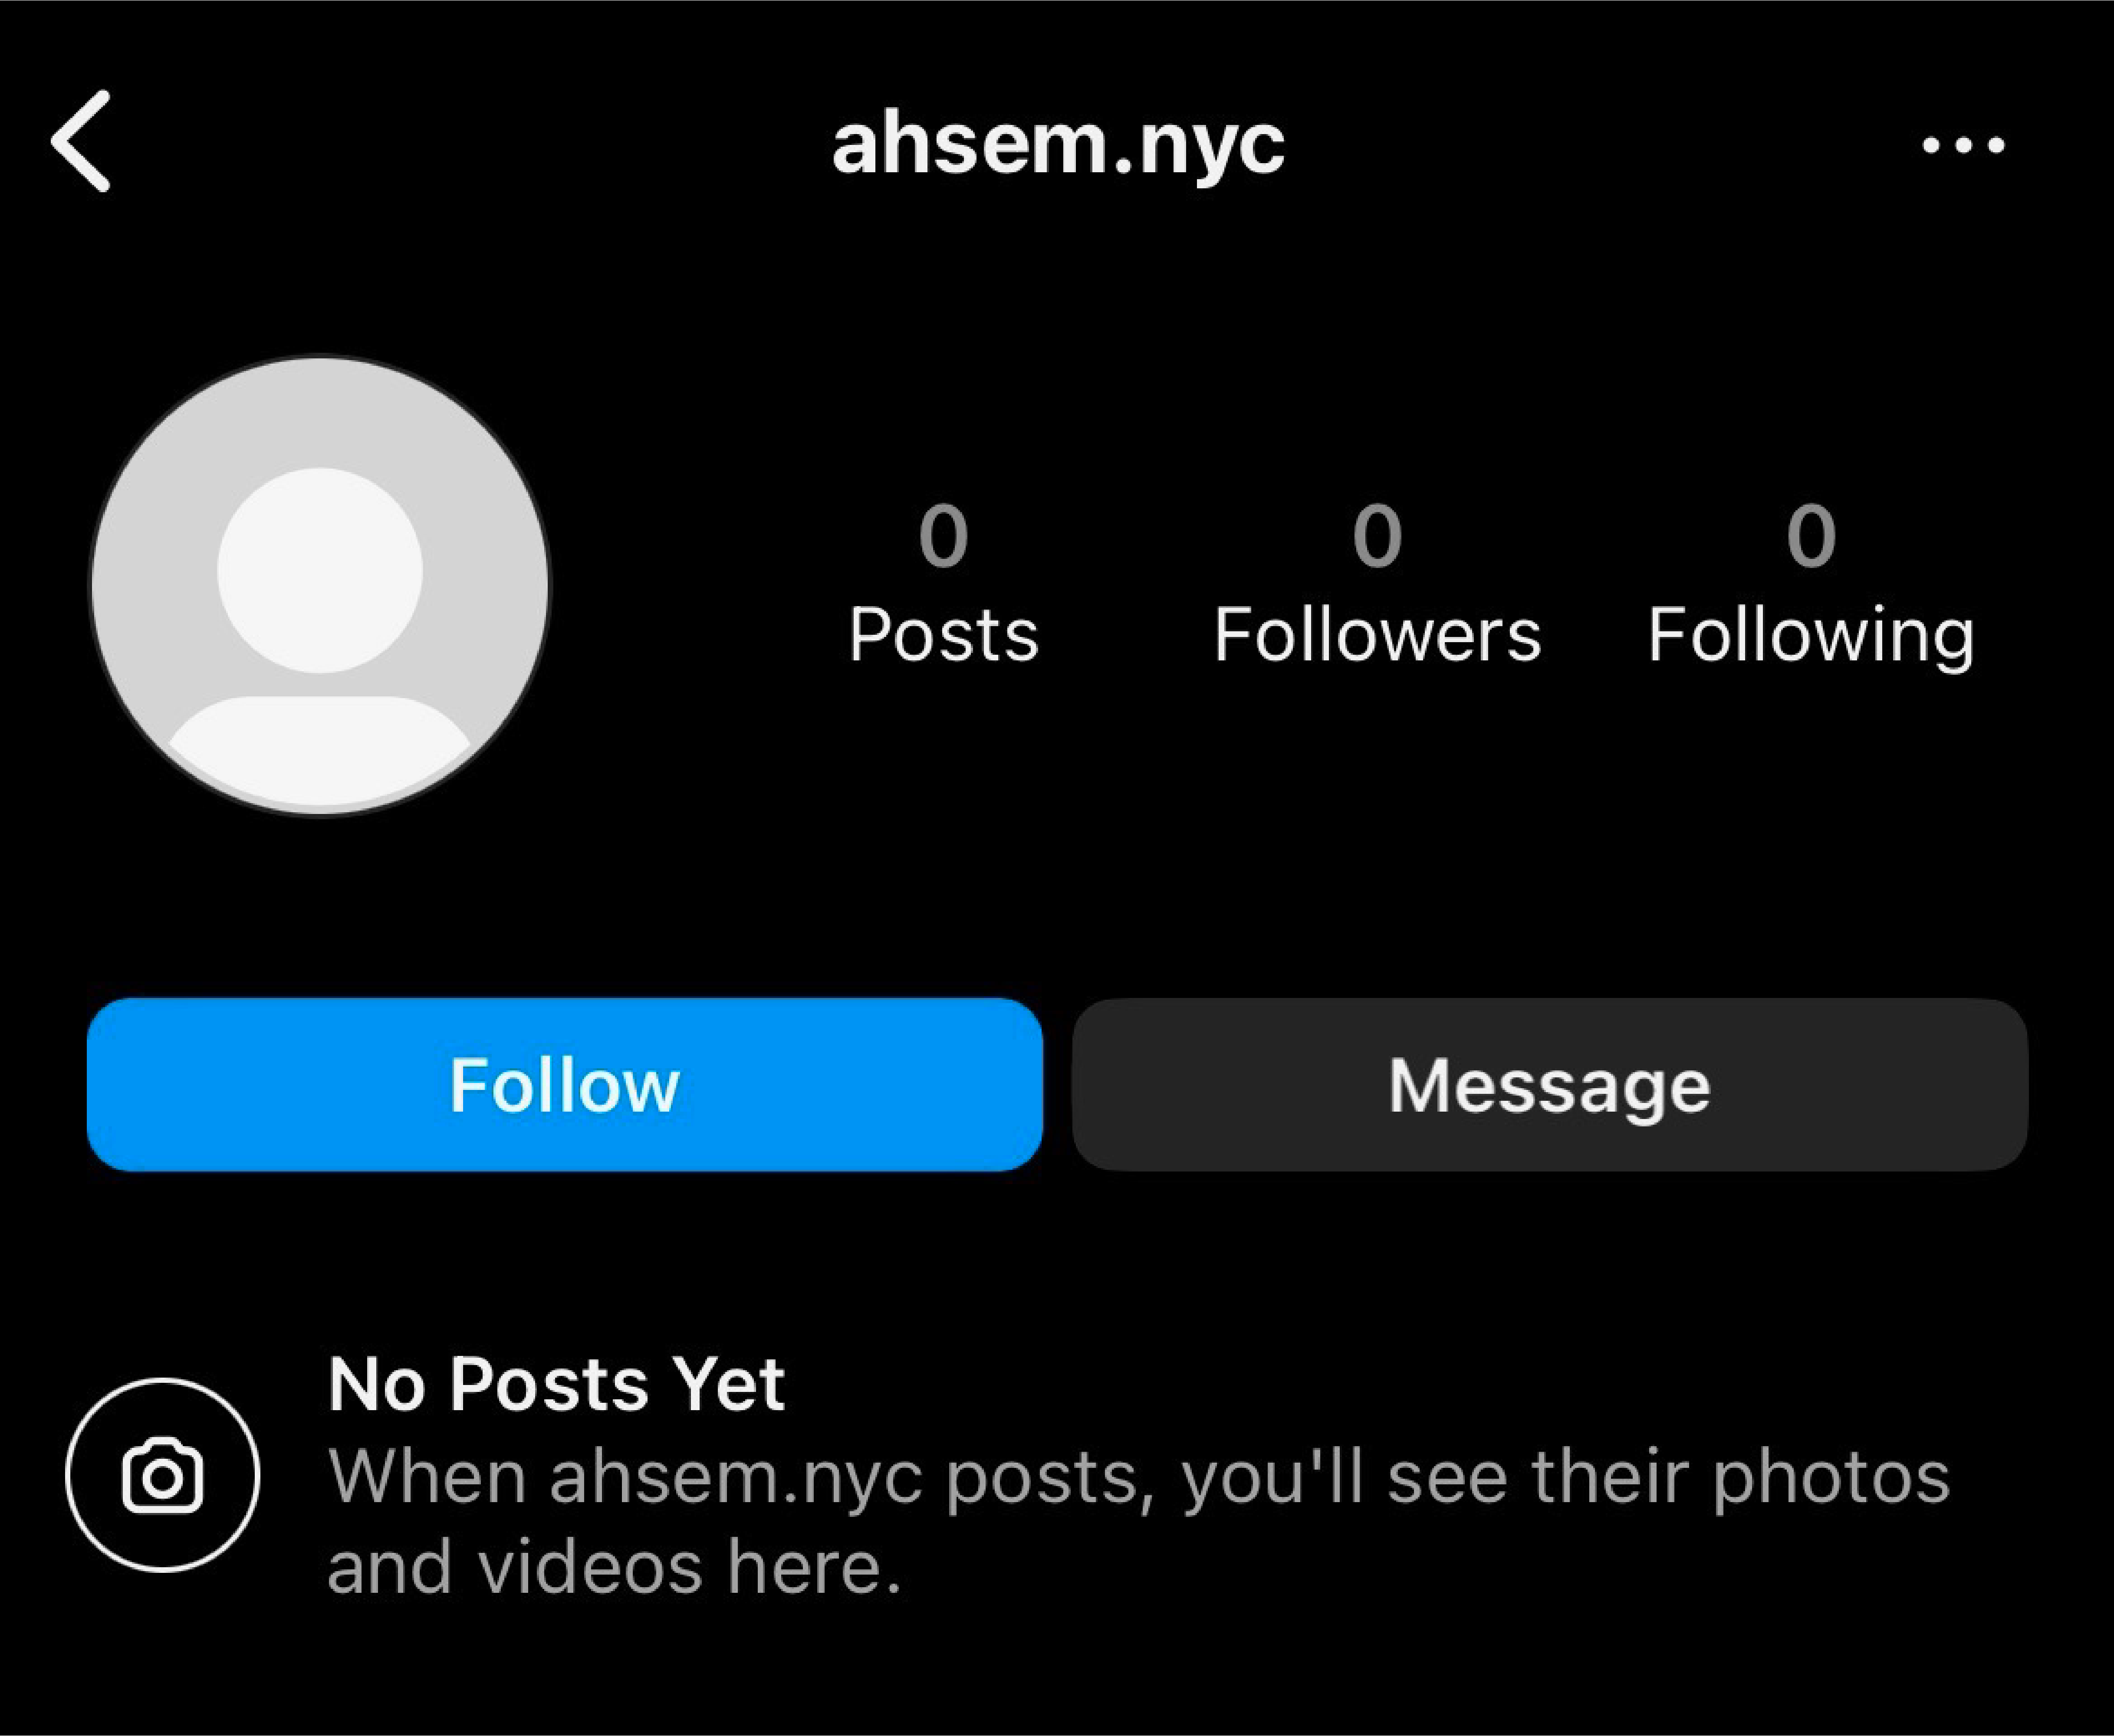 ahsem.nyc
0 0 0
Posts Followers Following
Follow Message
No Posts Yet
When ahsem.nyc posts, you'll see their photos
and videos here.